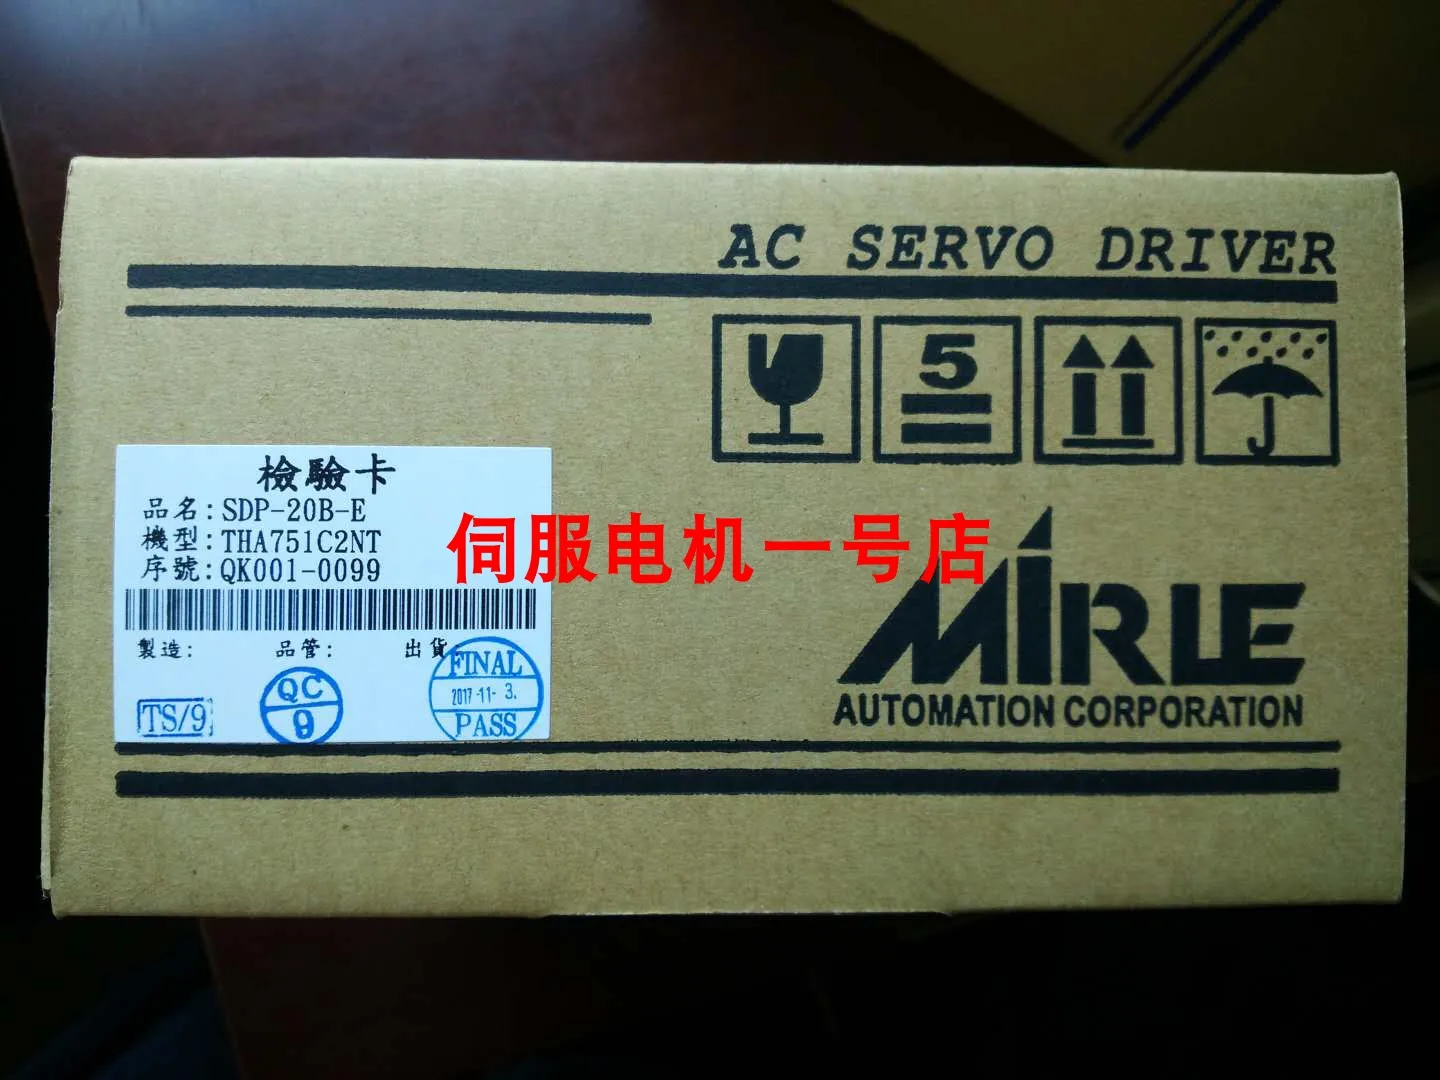 AC SERVO DRIVER
5
檢驗卡
品名:SDP-20B-E
機型:THA751C2NT
序號:QK001-0099
製造: 品管: 出貨
TS/9
QC
9
FINAL
2017-11-3.
PASS
伺服电机一号店
MIRLE
AUTOMATION CORPORATION